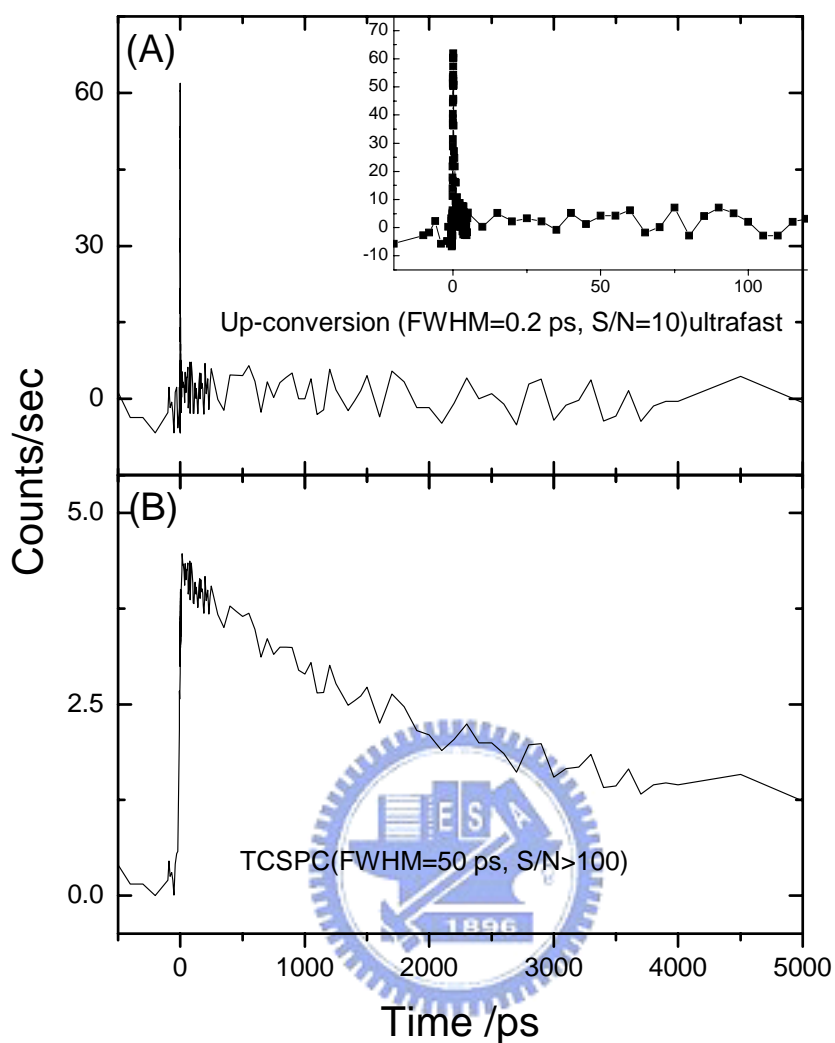 (A)
70
60
50
40
30
20
10
0
-10
0 50 100
Up-conversion (FWHM=0.2 ps, S/N=10)ultrafast
60
30
0
Counts/sec
(B)
5.0
2.5
0.0
ESA
TCSPC(FWHM=50 ps, S/N>100)
1896
0 1000 2000 3000 4000 5000
Time /ps